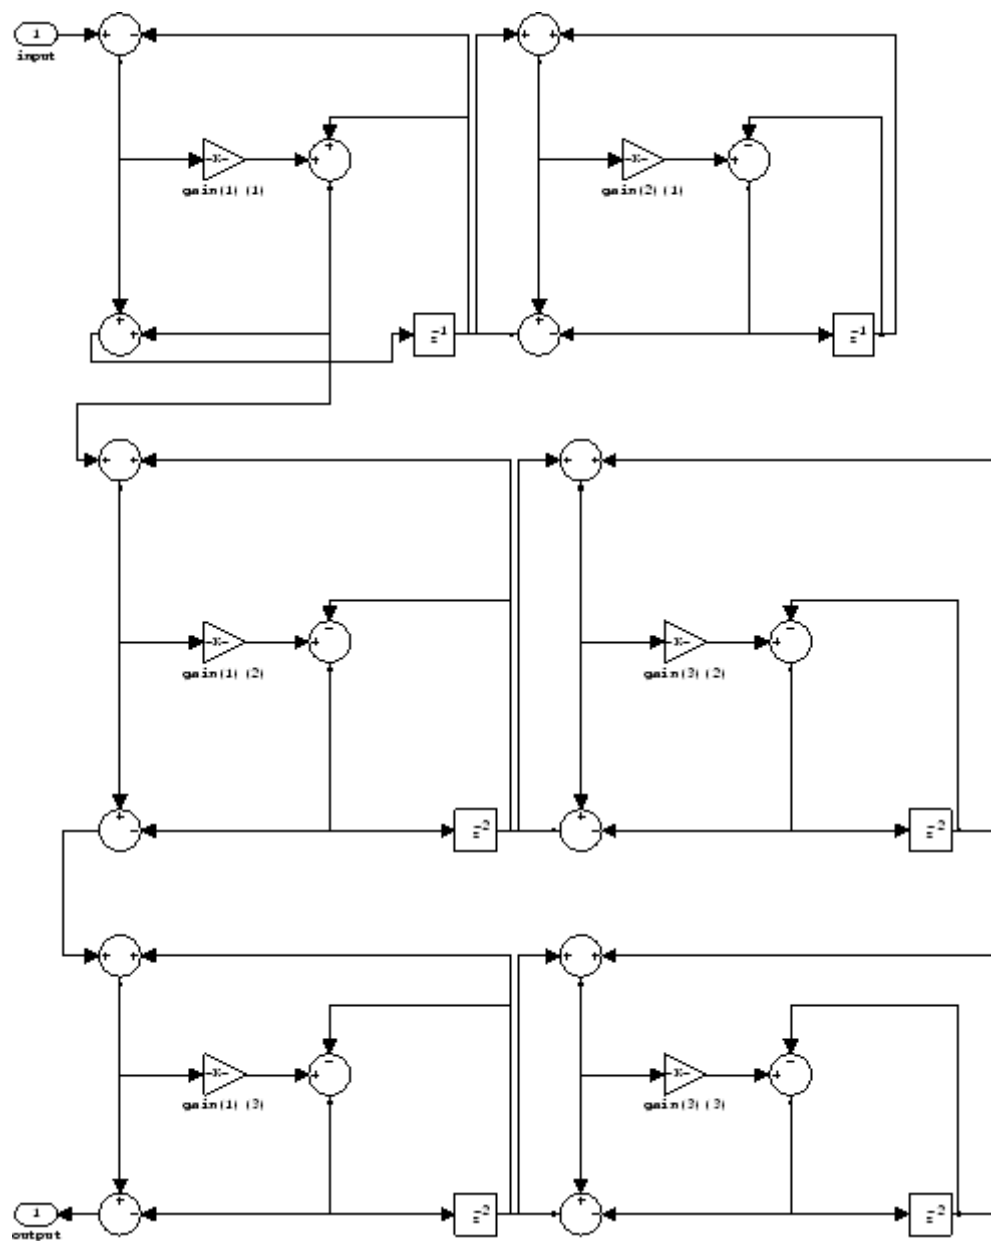 1
input
-K-
gain(1)(1)
-K-
gain(2)(1)
z-1
z-1
-K-
gain(1)(2)
-K-
gain(3)(2)
z-2
z-2
-K-
gain(1)(3)
-K-
gain(3)(3)
1
output
z-2
z-2